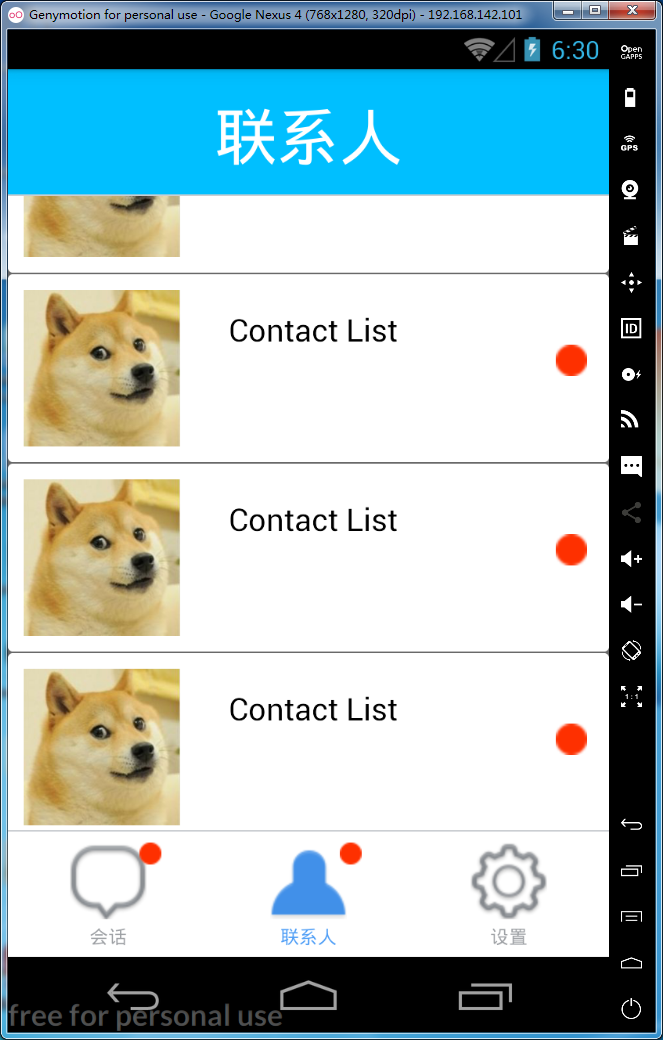 Genymotion for personal use - Google Nexus 4 (768x1280, 320dpi) - 192.168.142.101
6:30
Open
GAPPS
联系人
GPS
Contact List
ID
Contact List
1:1
Contact List
会话
联系人
设置
free for personal use